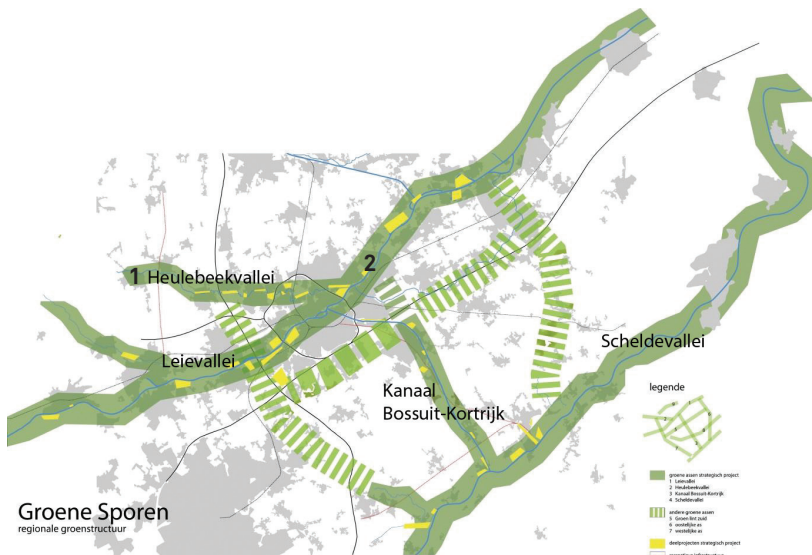 1 Heulebeekvallei
2
Leievallei
Kanaal
Bossuit-Kortrijk
Scheldevallei
Groene Sporen
regionale groenstructuur
legende
groene assen strategisch project
1 Leievallei
2 Heulebeekvallei
3 Kanaal Bossuit-Kortrijk
4 Scheldevallei
andere groene assen
5 Groen lint zuid
6 oostelijke as
7 westelijke as
deelprojecten strategisch project